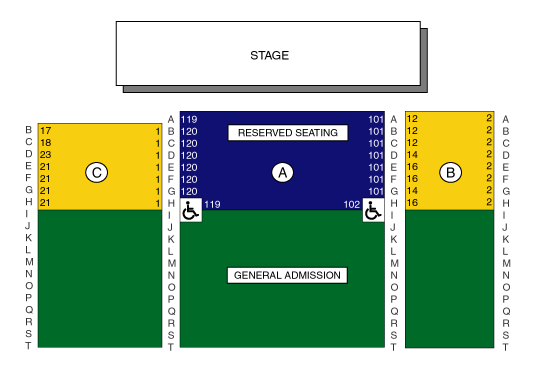 STAGE
A 119 101 A 12 2 A
B 17 1 B 120 RESERVED SEATING 101 B 12 2 B
C 18 1 C 120 101 C 12 2 C
D 23 1 D 120 101 D 14 2 D
E 21 1 E 120 101 E 16 2 E
C A B
F 21 1 F 120 101 F 16 2 F
G 21 1 G 120 101 G 14 2 G
H 21 1 H 119 102 H 16 2 H
I I I I
J J J J
K K K K
L L L L
M M M M
N N GENERAL ADMISSION N N
O O O O
P P P P
Q Q Q Q
R R R R
S S S S
T T T T